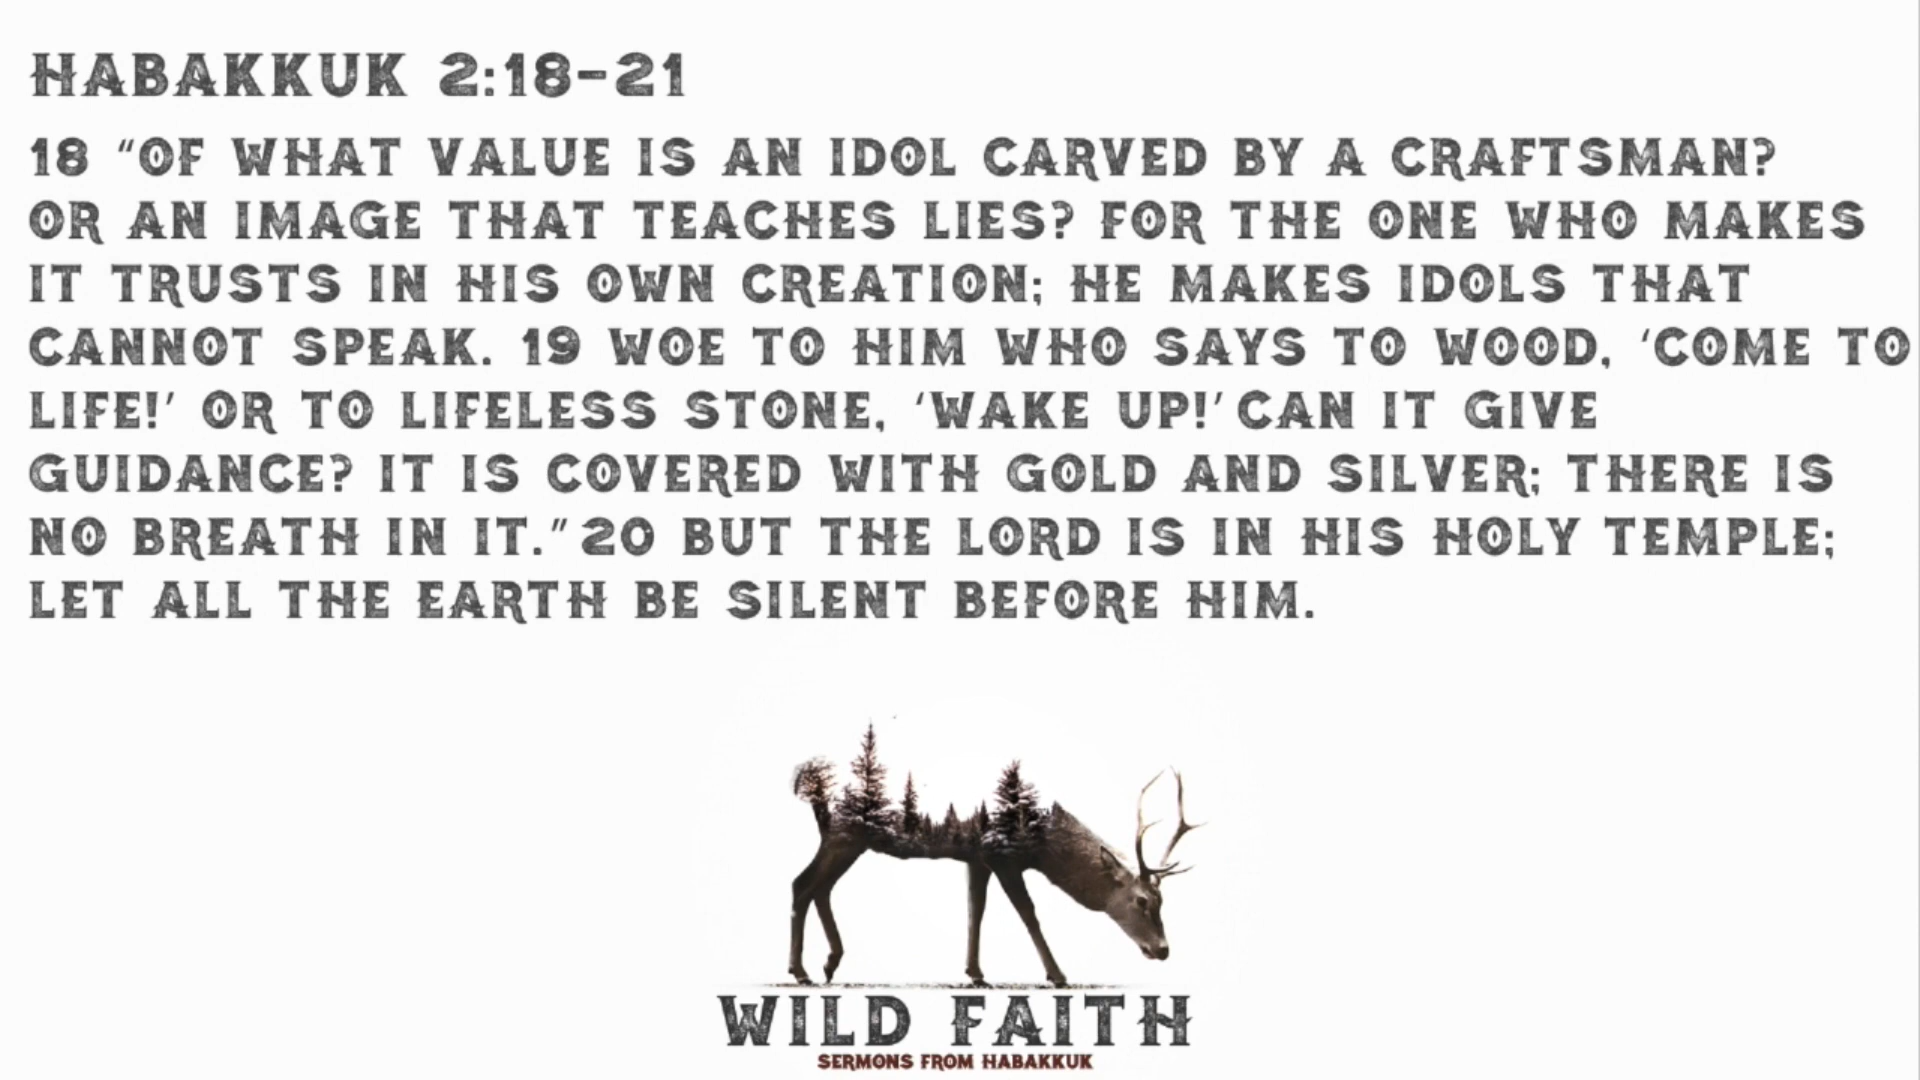 HABAKKUK 2:18-21
18 “OF WHAT VALUE IS AN IDOL CARVED BY A CRAFTSMAN?
OR AN IMAGE THAT TEACHES LIES? FOR THE ONE WHO MAKES
IT TRUSTS IN HIS OWN CREATION; HE MAKES IDOLS THAT
CANNOT SPEAK. 19 WOE TO HIM WHO SAYS TO WOOD, ‘COME TO
LIFE!’ OR TO LIFELESS STONE, ‘WAKE UP!’ CAN IT GIVE
GUIDANCE? IT IS COVERED WITH GOLD AND SILVER; THERE IS
NO BREATH IN IT.” 20 BUT THE LORD IS IN HIS HOLY TEMPLE;
LET ALL THE EARTH BE SILENT BEFORE HIM.
WILD FAITH
SERMONS FROM HABAKKUK